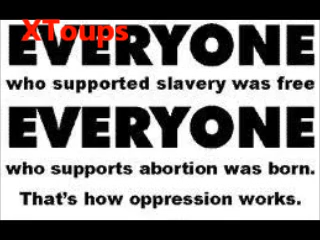 XToups
EVERYONE
who supported slavery was free
EVERYONE
who supports abortion was born.
That's how oppression works.